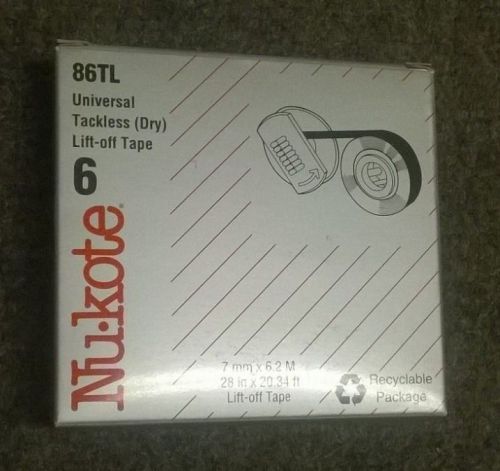 86TL
Universal
Tackless (Dry)
Lift-off Tape
6
Nu-kote
7 mm x 6.2 M
28 in x 20.34 ft
Lift-off Tape
Recyclable
Package